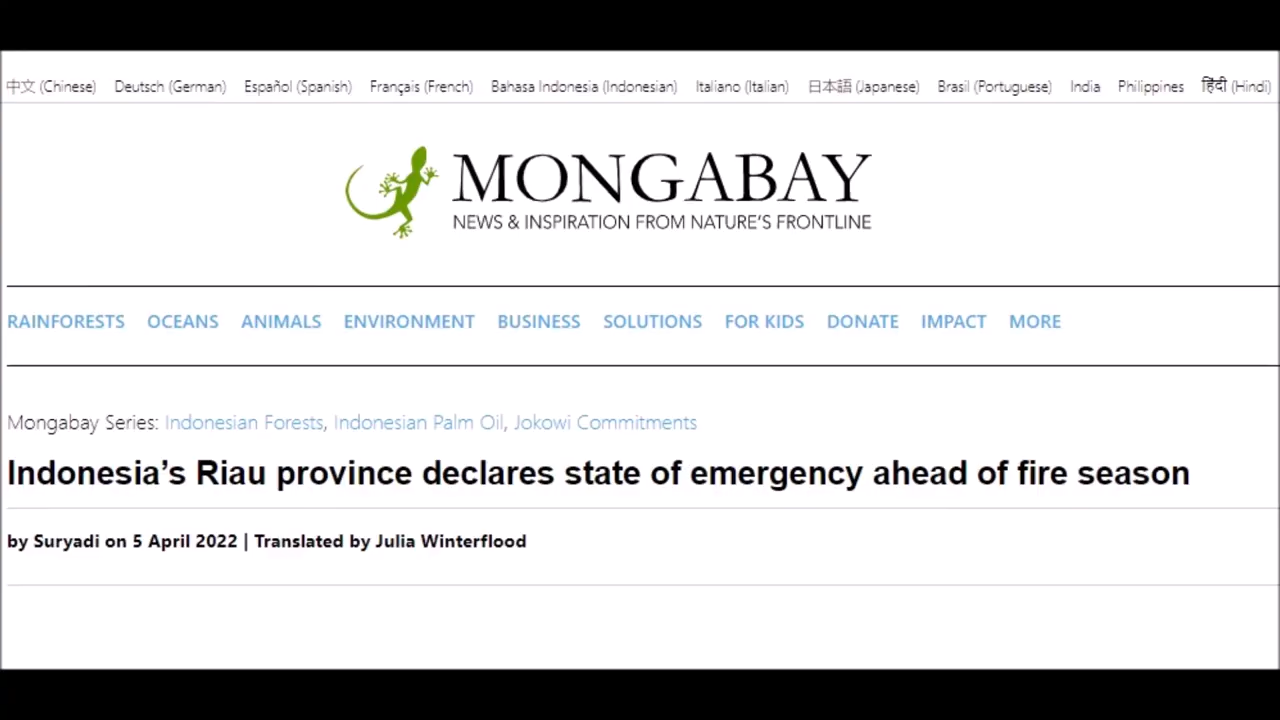 中文 (Chinese) Deutsch (German) Español (Spanish) Français (French) Bahasa Indonesia (Indonesian) Italiano (Italian) 日本語 (Japanese) Brasil (Portuguese) India Philippines हिंदी (Hindi)
MONGABAY
NEWS & INSPIRATION FROM NATURE'S FRONTLINE
RAINFORESTS OCEANS ANIMALS ENVIRONMENT BUSINESS SOLUTIONS FOR KIDS DONATE IMPACT MORE
Mongabay Series: Indonesian Forests, Indonesian Palm Oil, Jokowi Commitments
Indonesia’s Riau province declares state of emergency ahead of fire season
by Suryadi on 5 April 2022 | Translated by Julia Winterflood